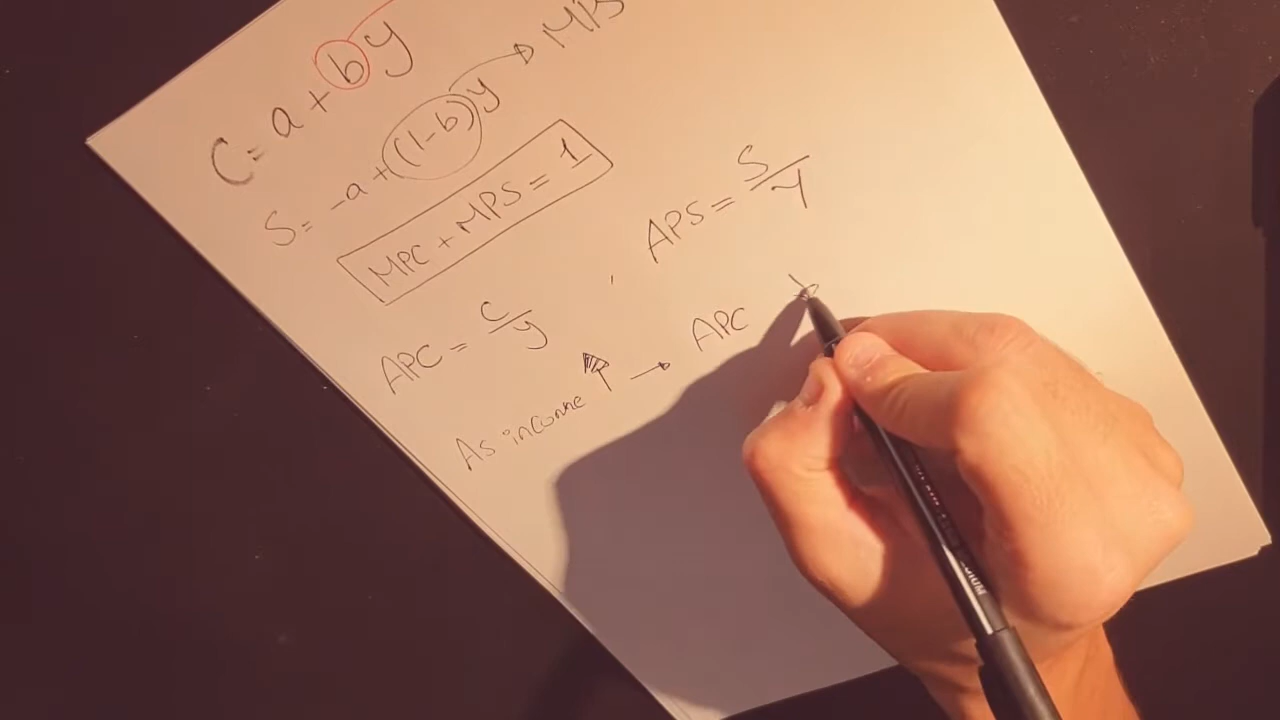 C = a + by
S = -a + (1-b)y → MPS
MPC + MPS = 1
APC = C/y , APS = S/Y
As income ↑ → APC